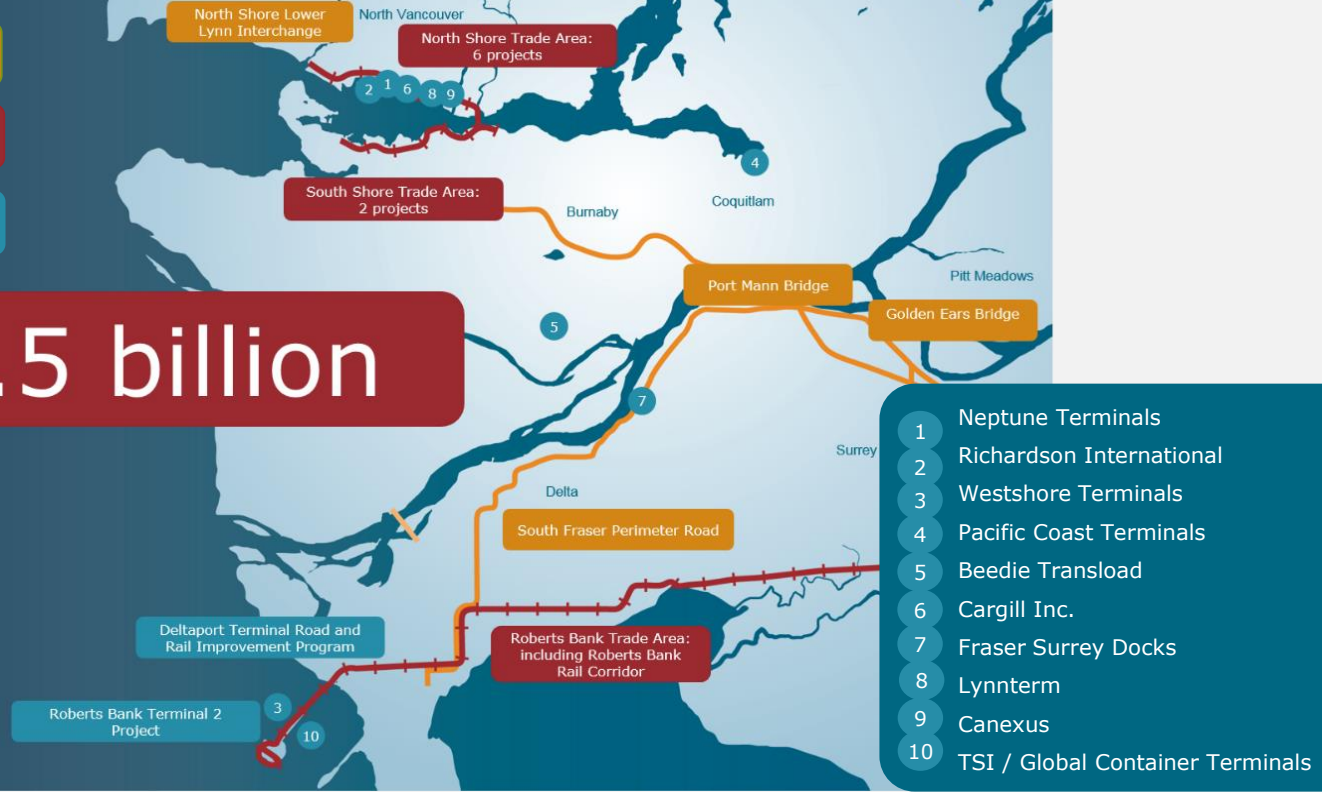 North Shore Lower
Lynn Interchange
North Vancouver
North Shore Trade Area:
6 projects
2
1
6
8
9
4
South Shore Trade Area:
2 projects
Burnaby
Coquitlam
Port Mann Bridge
Pitt Meadows
Golden Ears Bridge
.5 billion
5
7
Surrey
Delta
South Fraser Perimeter Road
Deltaport Terminal Road and
Rail Improvement Program
Roberts Bank Trade Area:
including Roberts Bank
Rail Corridor
Roberts Bank Terminal 2
Project
3
10
1 Neptune Terminals
2 Richardson International
3 Westshore Terminals
4 Pacific Coast Terminals
5 Beedie Transload
6 Cargill Inc.
7 Fraser Surrey Docks
8 Lynnterm
9 Canexus
10 TSI / Global Container Terminals